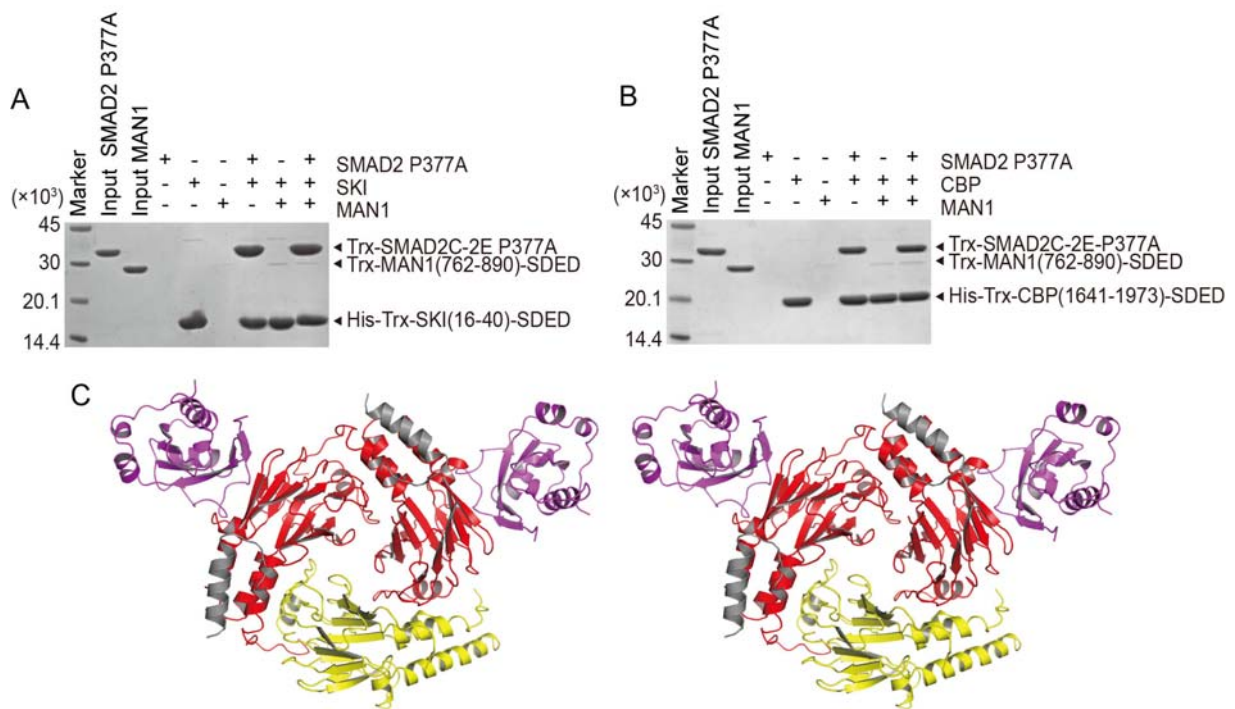 A
Marker
Input SMAD2 P377A
Input MAN1
+ - - + - + SMAD2 P377A
- + - + + + SKI
- - + - + + MAN1
(×10³)
45
30
20.1
14.4
Trx-SMAD2C-2E P377A
Trx-MAN1(762-890)-SDED
His-Trx-SKI(16-40)-SDED
B
Marker
Input SMAD2 P377A
Input MAN1
+ - - + - + SMAD2 P377A
- + - + + + CBP
- - + - + + MAN1
(×10³)
45
30
20.1
14.4
Trx-SMAD2C-2E-P377A
Trx-MAN1(762-890)-SDED
His-Trx-CBP(1641-1973)-SDED
C